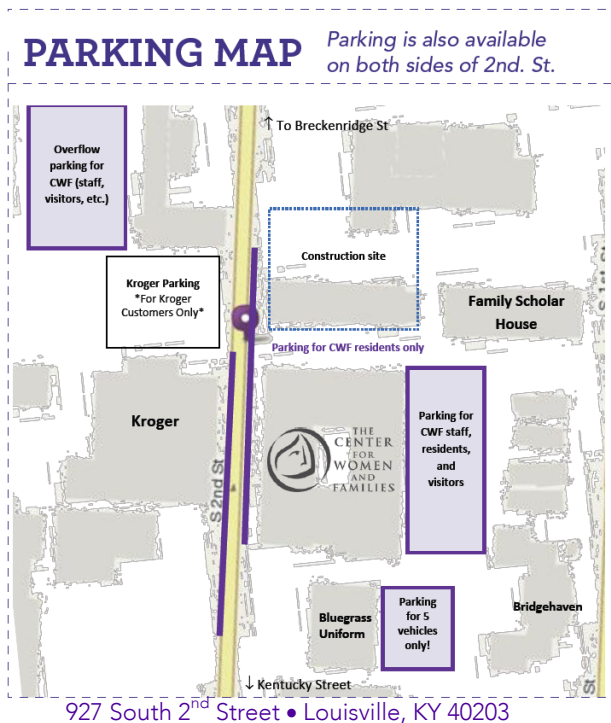 PARKING MAP
Parking is also available
on both sides of 2nd. St.
↑ To Breckenridge St
Overflow
parking for
CWF (staff,
visitors, etc.)
Construction site
S 1st St
Kroger Parking
*For Kroger
Customers Only*
Family Scholar
House
Parking for CWF residents only
Kroger
THE
CENTER
FOR
WOMEN
AND
FAMILIES
Parking for
CWF staff,
residents,
and
visitors
S 2nd St
Bluegrass
Uniform
Parking
for 5
vehicles
only!
Bridgehaven
St
↓ Kentucky Street
927 South 2nd Street • Louisville, KY 40203